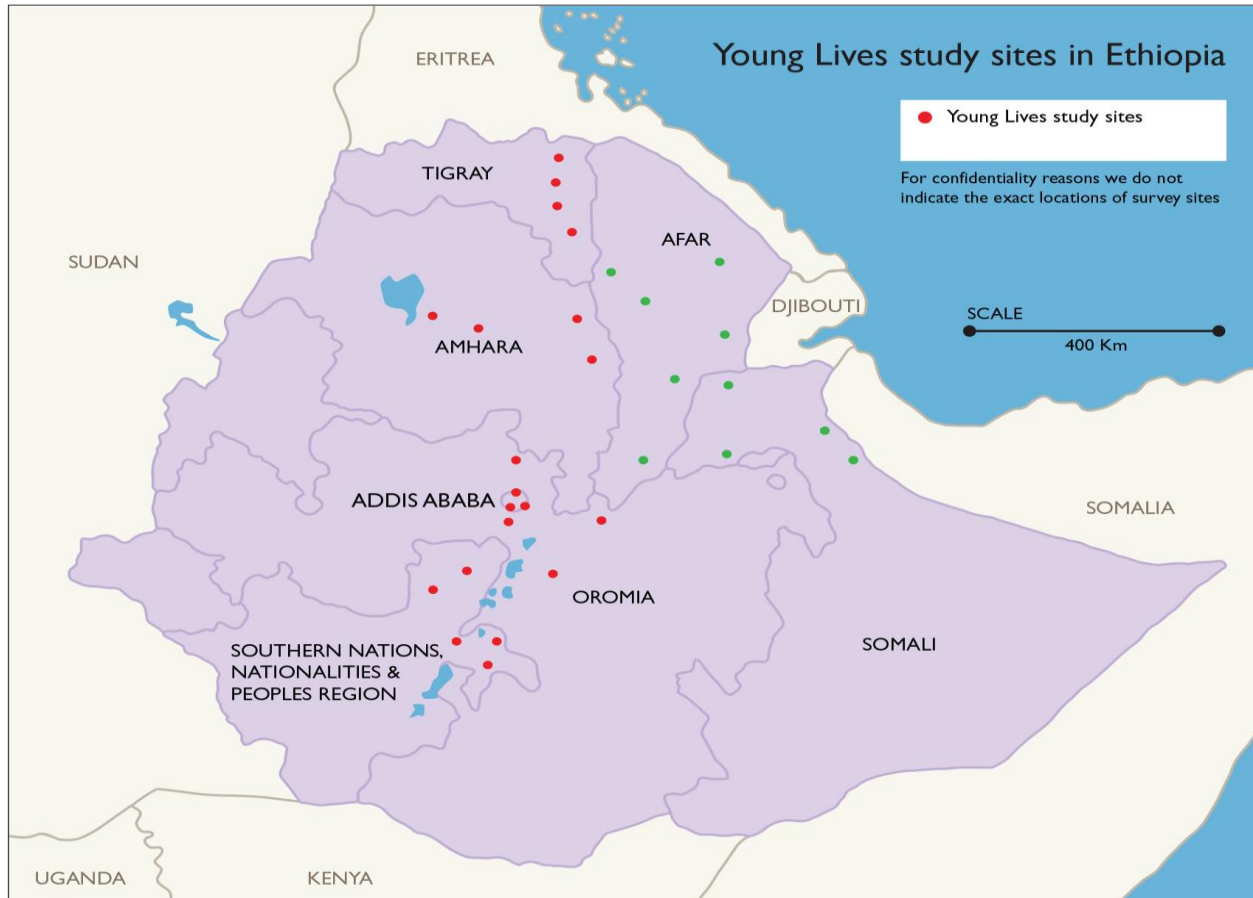 Young Lives study sites in Ethiopia
ERITREA
Young Lives study sites
For confidentiality reasons we do not
indicate the exact locations of survey sites
TIGRAY
AFAR
SUDAN
DJIBOUTI
SCALE
400 Km
AMHARA
ADDIS ABABA
SOMALIA
OROMIA
SOUTHERN NATIONS,
NATIONALITIES &
PEOPLES REGION
SOMALI
UGANDA
KENYA